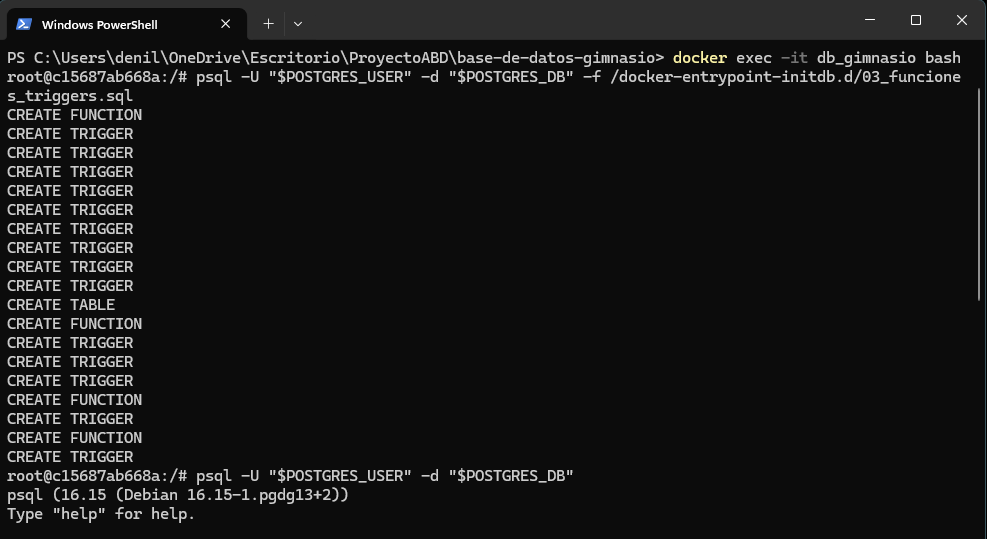 Windows PowerShell
PS C:\Users\denil\OneDrive\Escritorio\ProyectoABD\base-de-datos-gimnasio> docker exec -it db_gimnasio bash
root@c15687ab668a:/# psql -U "$POSTGRES_USER" -d "$POSTGRES_DB" -f /docker-entrypoint-initdb.d/03_funcione
s_triggers.sql
CREATE FUNCTION
CREATE TRIGGER
CREATE TRIGGER
CREATE TRIGGER
CREATE TRIGGER
CREATE TRIGGER
CREATE TRIGGER
CREATE TRIGGER
CREATE TRIGGER
CREATE TRIGGER
CREATE TABLE
CREATE FUNCTION
CREATE TRIGGER
CREATE TRIGGER
CREATE TRIGGER
CREATE FUNCTION
CREATE TRIGGER
CREATE FUNCTION
CREATE TRIGGER
root@c15687ab668a:/# psql -U "$POSTGRES_USER" -d "$POSTGRES_DB"
psql (16.15 (Debian 16.15-1.pgdg13+2))
Type "help" for help.